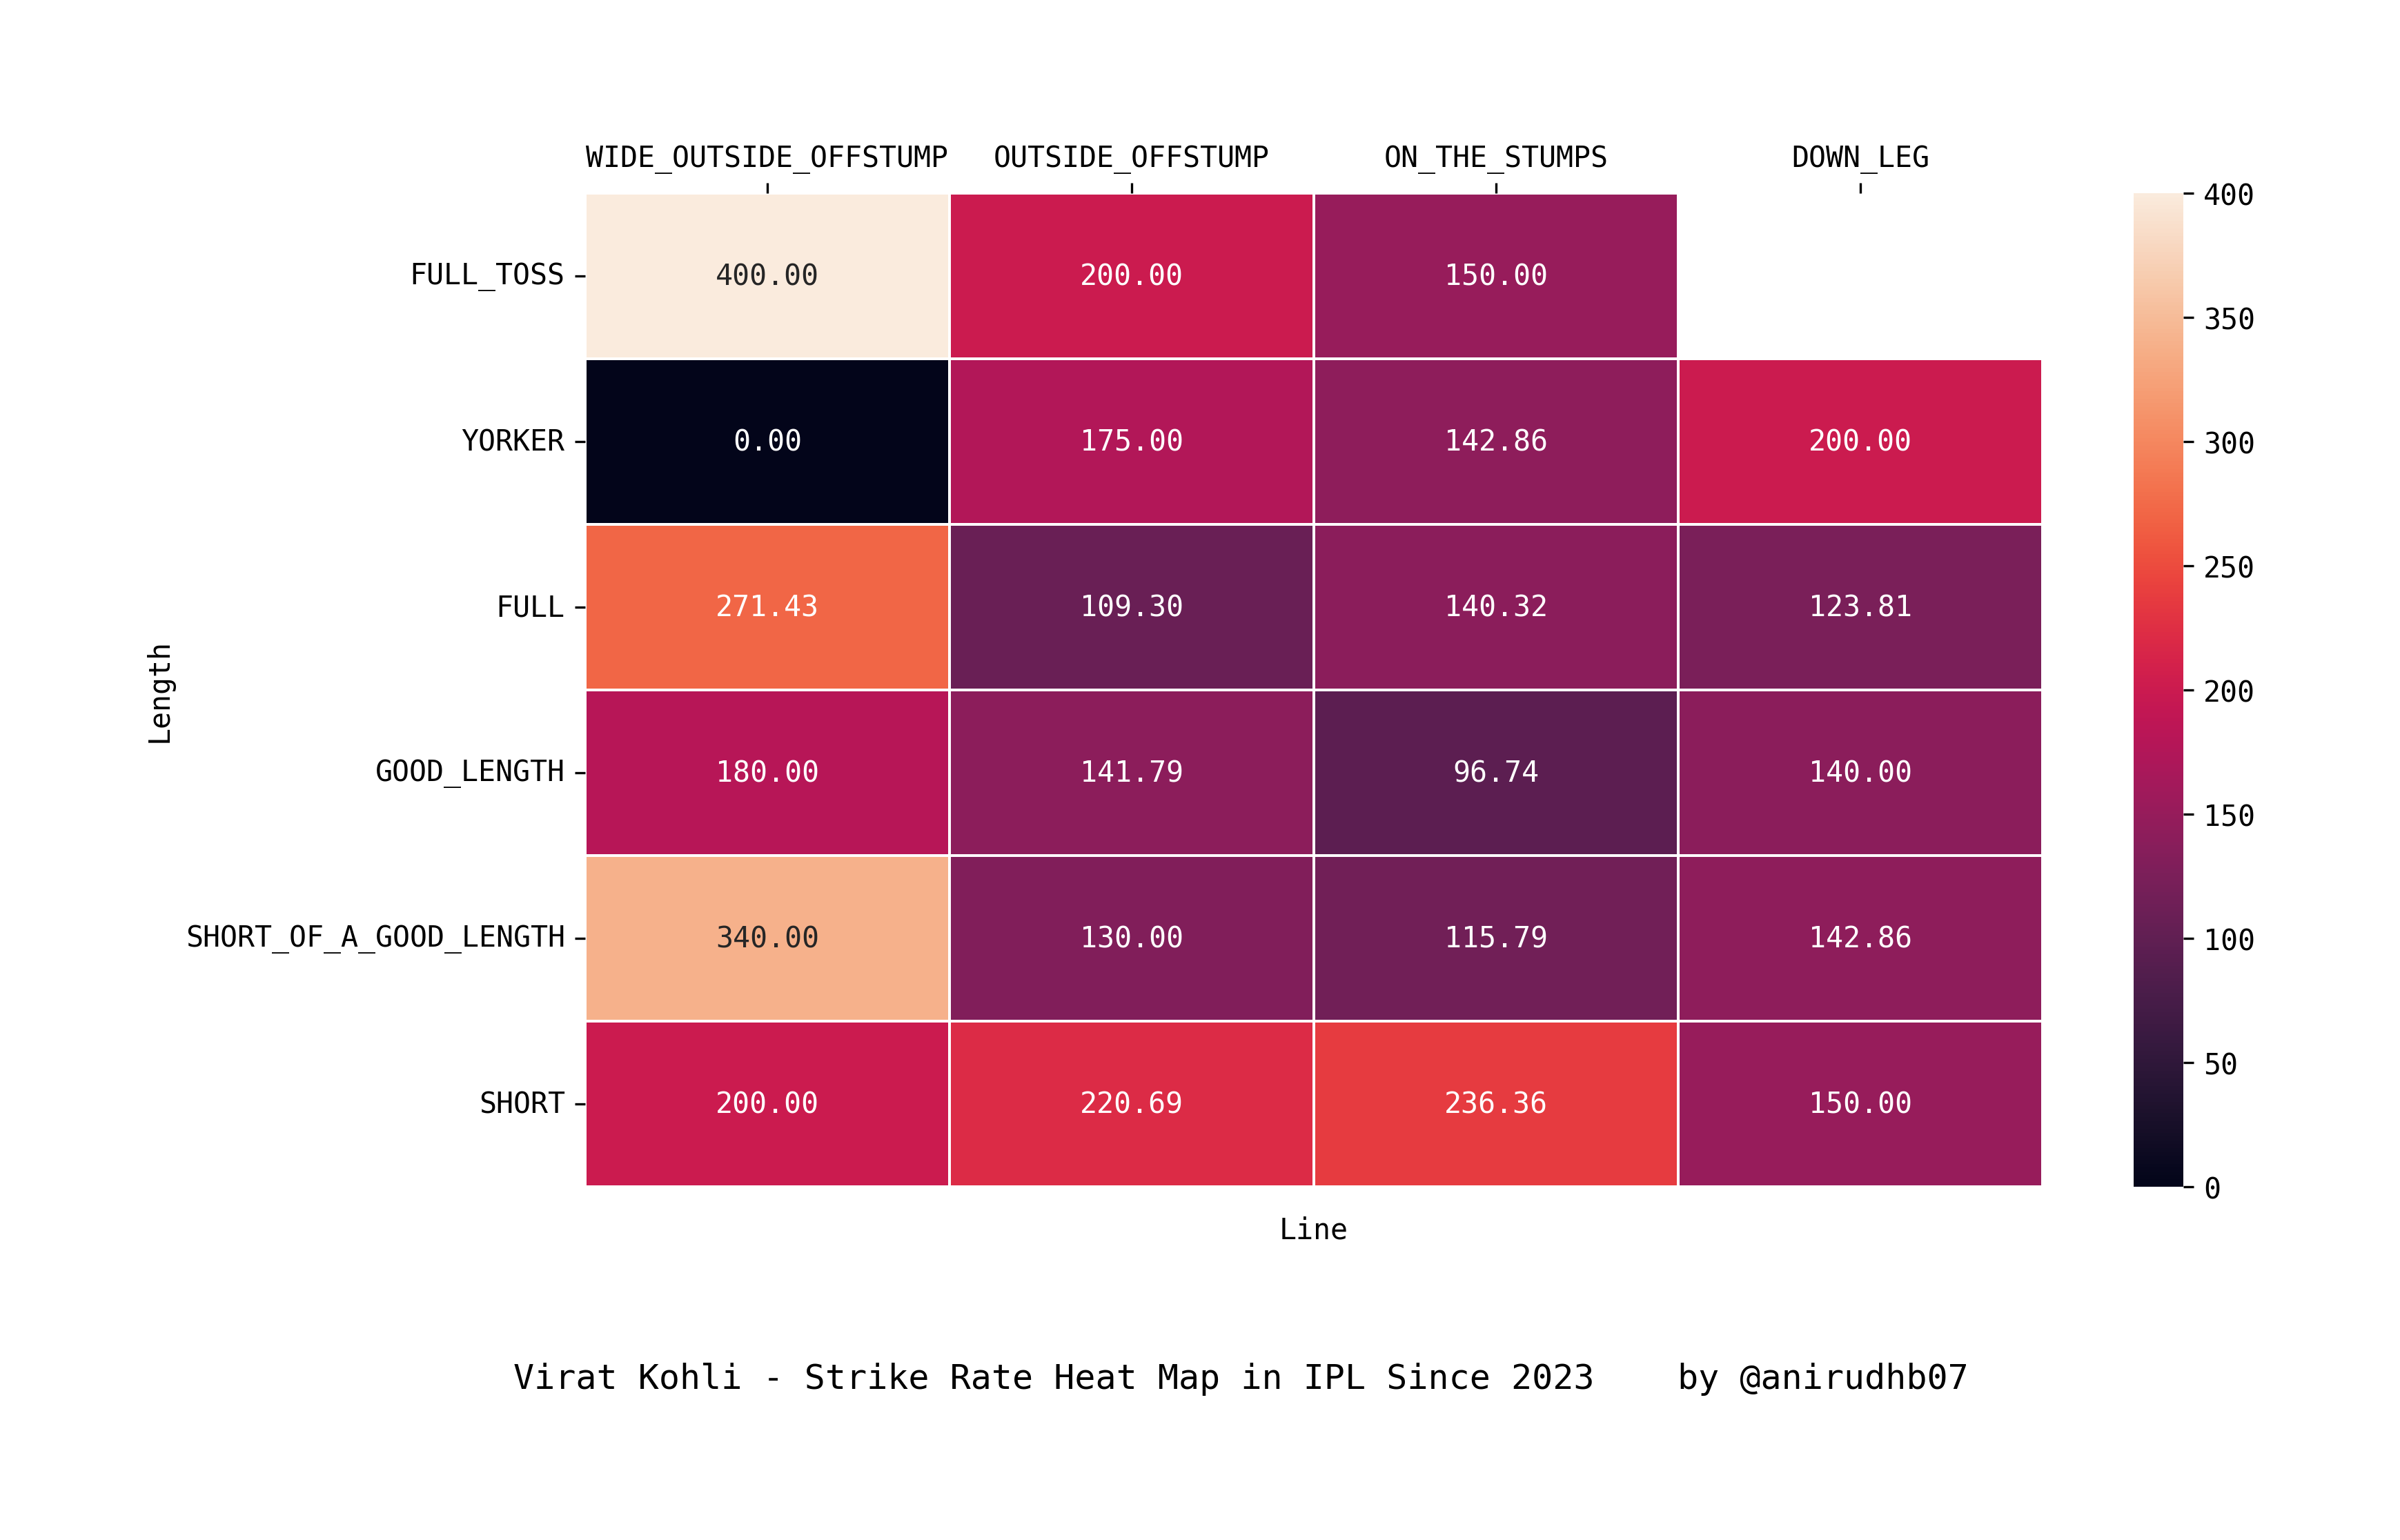 WIDE_OUTSIDE_OFFSTUMP OUTSIDE_OFFSTUMP ON_THE_STUMPS DOWN_LEG
FULL_TOSS 400.00 200.00 150.00
YORKER 0.00 175.00 142.86 200.00
FULL 271.43 109.30 140.32 123.81
GOOD_LENGTH 180.00 141.79 96.74 140.00
SHORT_OF_A_GOOD_LENGTH 340.00 130.00 115.79 142.86
SHORT 200.00 220.69 236.36 150.00
Length
Line
400
350
300
250
200
150
100
50
0
Virat Kohli - Strike Rate Heat Map in IPL Since 2023 by @anirudhb07